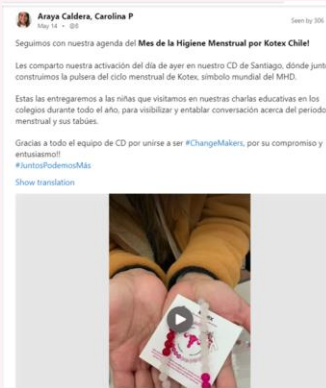 Araya Caldera, Carolina P
May 14 •
Seen by 306
Seguimos con nuestra agenda del Mes de la Higiene Menstrual por Kotex Chile!
Les comparto nuestra activación del día de ayer en nuestro CD de Santiago, dónde junt
construimos la pulsera del ciclo menstrual de Kotex, símbolo mundial del MHD.
Estas las entregaremos a las niñas que visitamos en nuestras charlas educativas en los
colegios durante todo el año, para visibilizar y entablar conversación acerca del periodo
menstrual y sus tabúes.
Gracias a todo el equipo de CD por unirse a ser #ChangeMakers, por su compromiso y
entusiasmo!!
#JuntosPodemosMás
Show translation
kotex